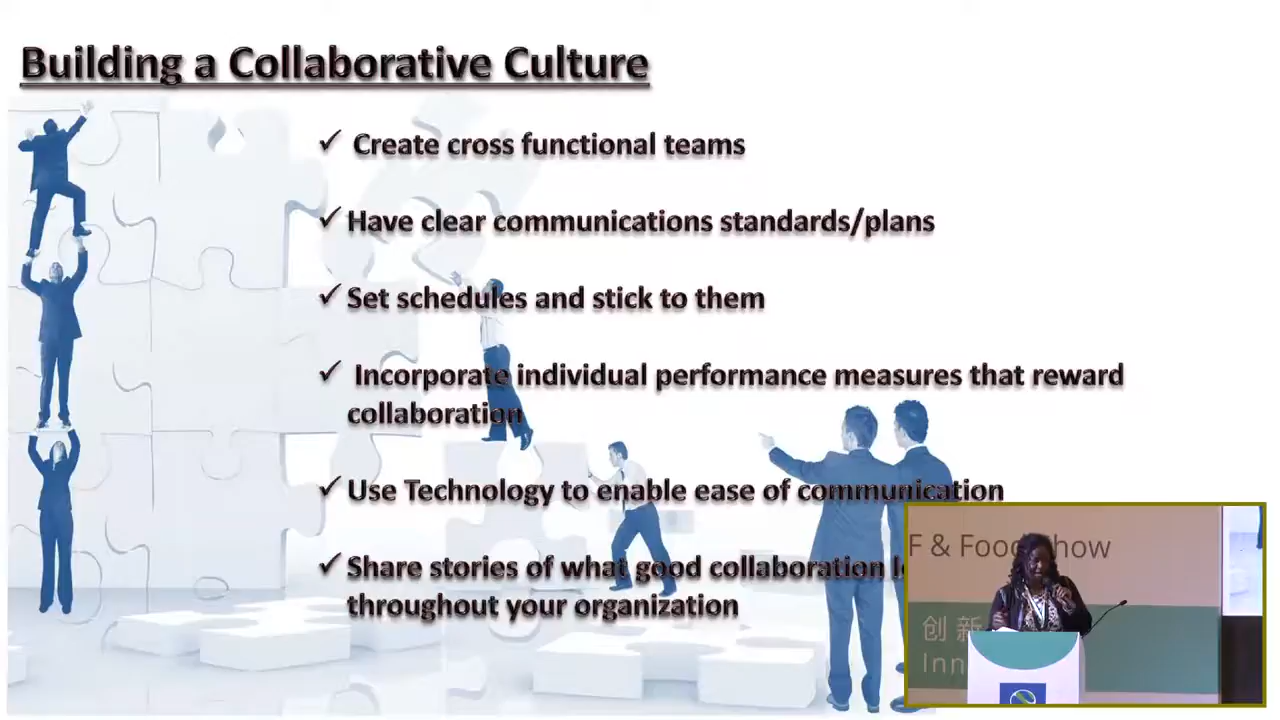 Building a Collaborative Culture
✓ Create cross functional teams
✓ Have clear communications standards/plans
✓ Set schedules and stick to them
✓ Incorporate individual performance measures that reward
collaboration
✓ Use Technology to enable ease of communication
✓ Share stories of what good collaboration
throughout your organization
F & Food Show
创 新